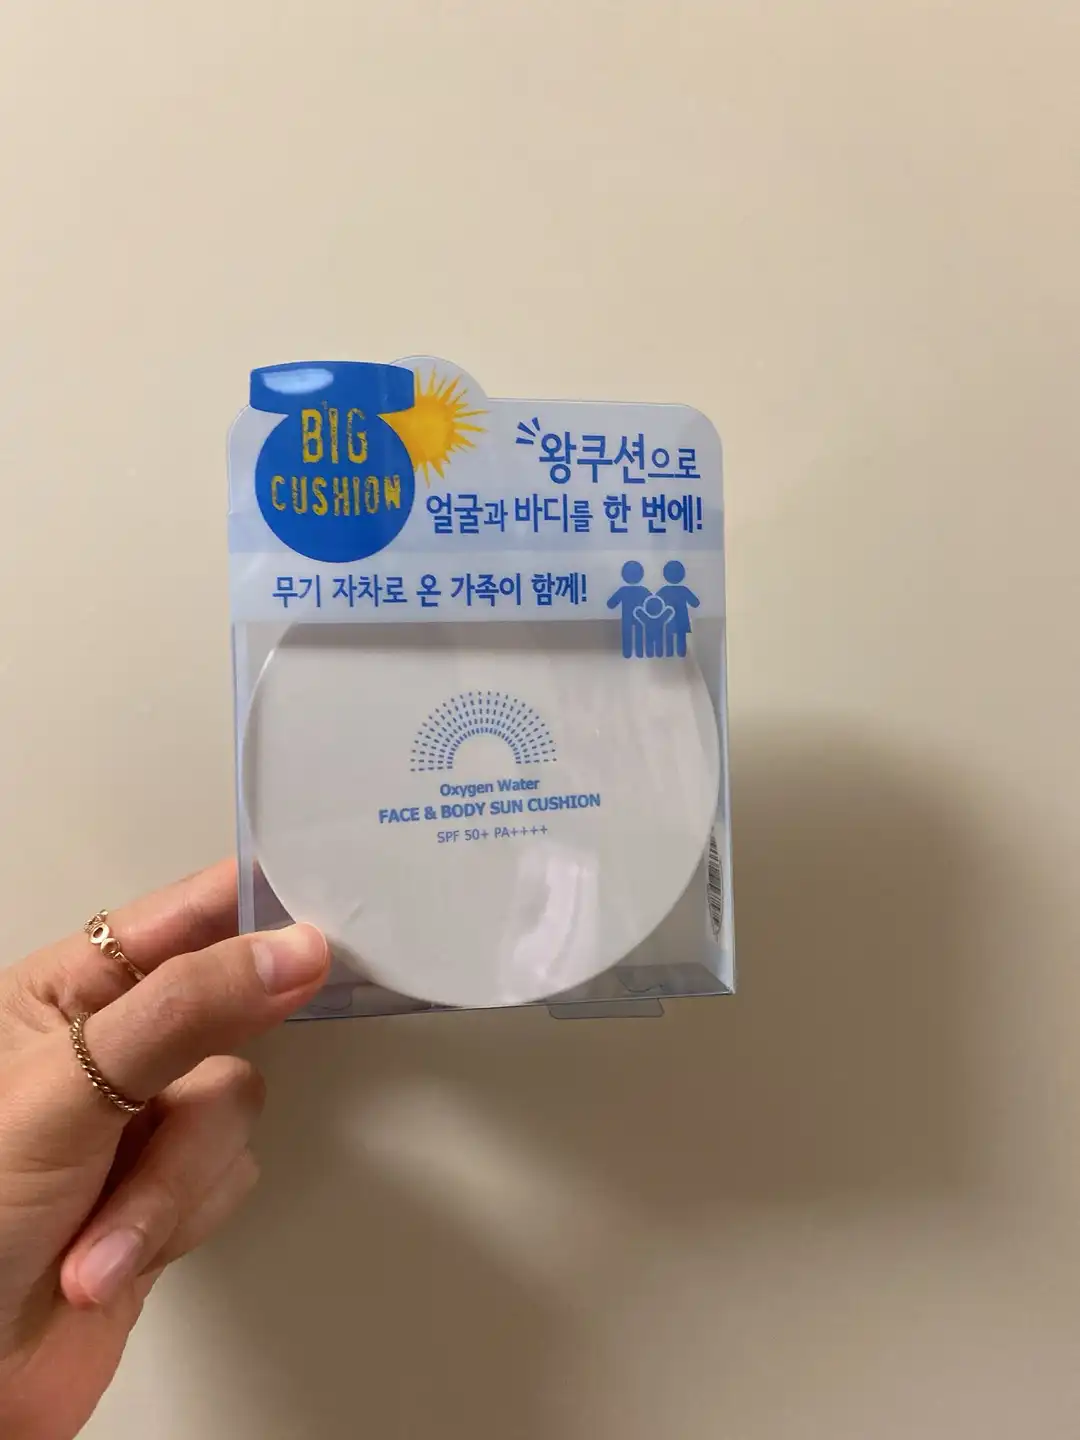 BIG
CUSHION
왕쿠션으로
얼굴과 바디를 한 번에!
무기 자차로 온 가족이 함께!
Oxygen Water
FACE & BODY SUN CUSHION
SPF 50+ PA++++